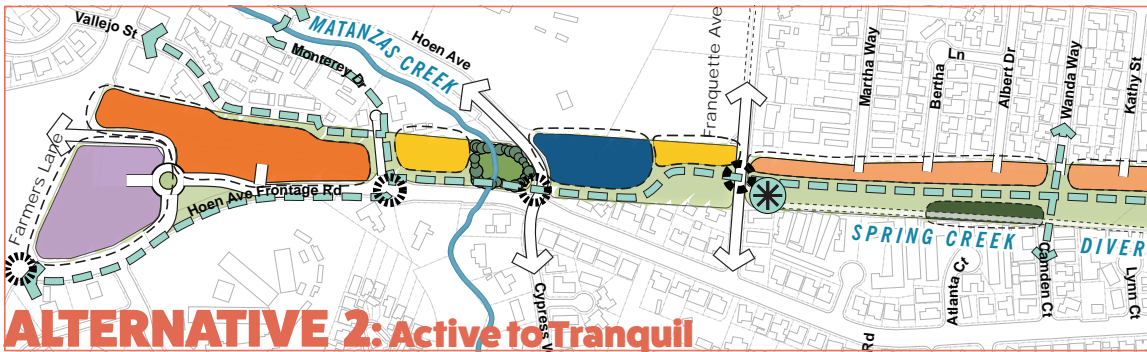 Vallejo St
MATANZAS CREEK
Hoen Ave
Monterey Dr
Franquette Ave
Martha Way
Bertha Ln
Albert Dr
Wanda Way
Kathy St
Farmers Lane
Hoen Ave Frontage Rd
SPRING CREEK
DIVER
Cypress W
Atlanta Cr
Camden Ct
Lynn Ct
Rd
ALTERNATIVE 2: Active to Tranquil